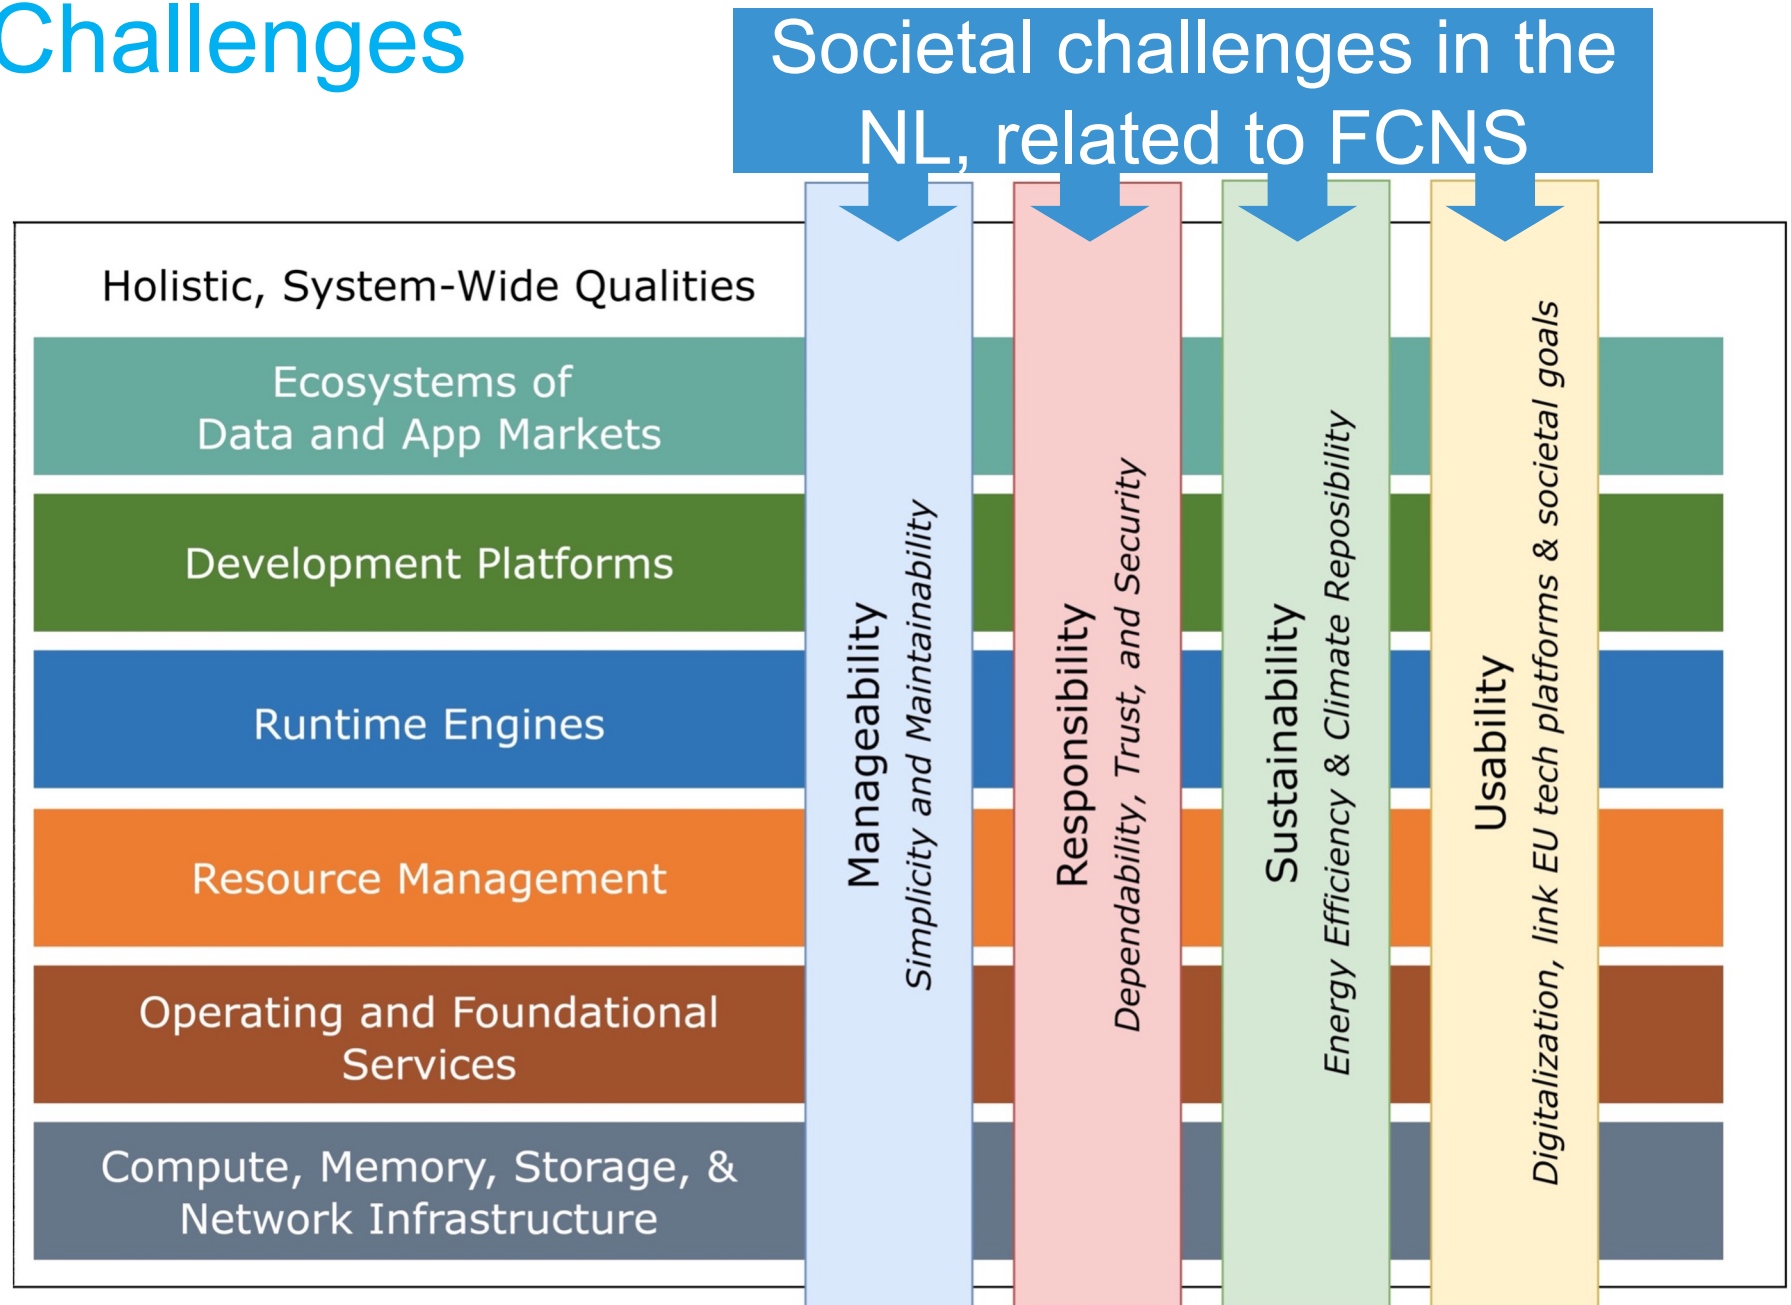 Challenges
Societal challenges in the
NL, related to FCNS
Holistic, System-Wide Qualities
Ecosystems of
Data and App Markets
Development Platforms
Runtime Engines
Resource Management
Operating and Foundational
Services
Compute, Memory, Storage, &
Network Infrastructure
Manageability
Simplicity and Maintainability
Responsibility
Dependability, Trust, and Security
Sustainability
Energy Efficiency & Climate Reposibility
Usability
Digitalization, link EU tech platforms & societal goals